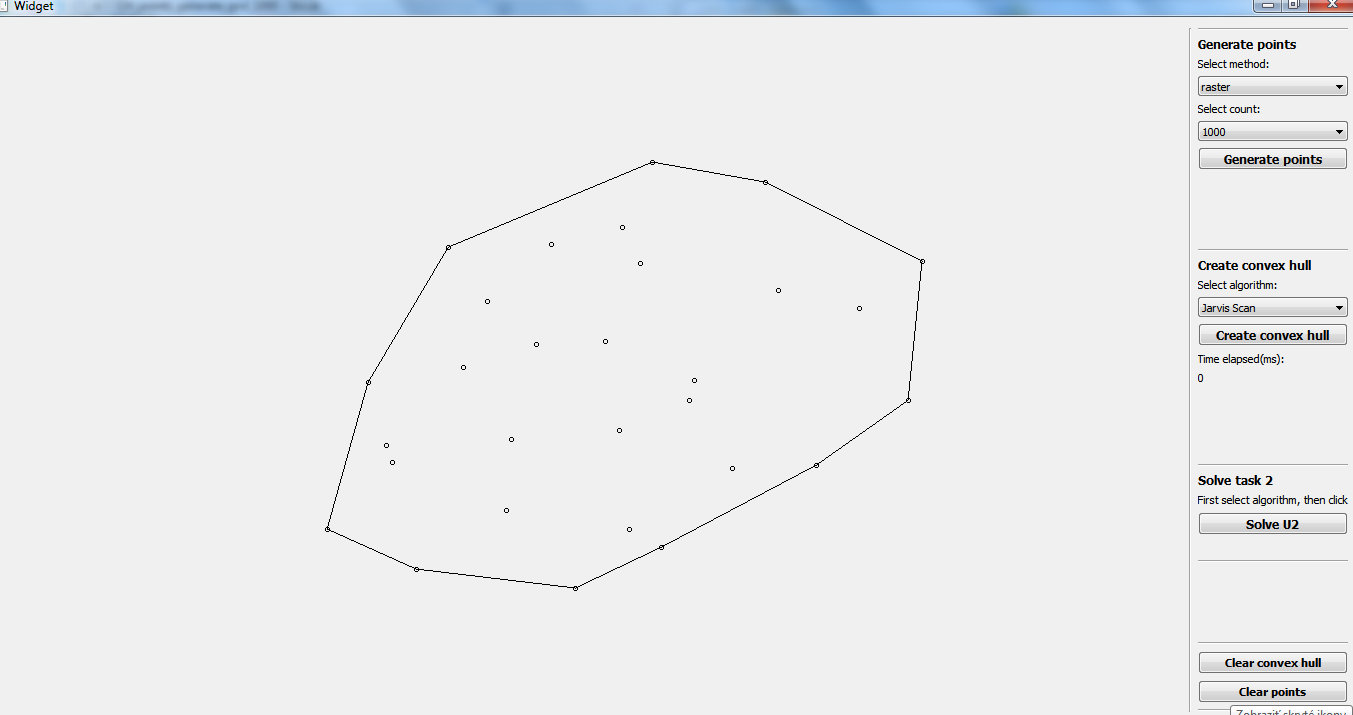 Widget
Generate points
Select method:
raster
Select count:
1000
Generate points
Create convex hull
Select algorithm:
Jarvis Scan
Create convex hull
Time elapsed(ms):
0
Solve task 2
First select algorithm, then click
Solve U2
Clear convex hull
Clear points
Zobraziť skryté ikony